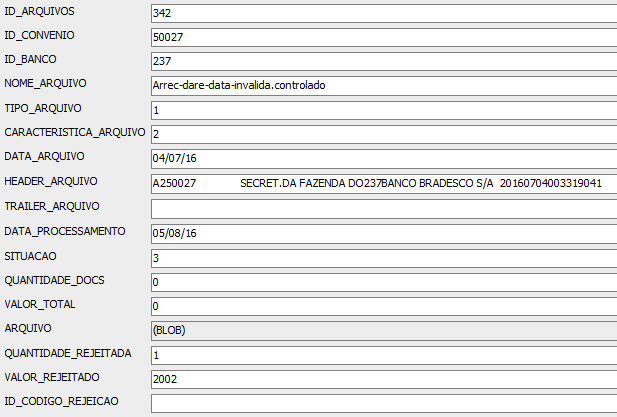 ID_ARQUIVOS 342
ID_CONVENIO 50027
ID_BANCO 237
NOME_ARQUIVO Arrec-dare-data-invalida.controlado
TIPO_ARQUIVO 1
CARACTERISTICA_ARQUIVO 2
DATA_ARQUIVO 04/07/16
HEADER_ARQUIVO A250027 SECRET.DA FAZENDA DO237BANCO BRADESCO S/A 20160704003319041
TRAILER_ARQUIVO
DATA_PROCESSAMENTO 05/08/16
SITUACAO 3
QUANTIDADE_DOCS 0
VALOR_TOTAL 0
ARQUIVO (BLOB)
QUANTIDADE_REJEITADA 1
VALOR_REJEITADO 2002
ID_CODIGO_REJEICAO